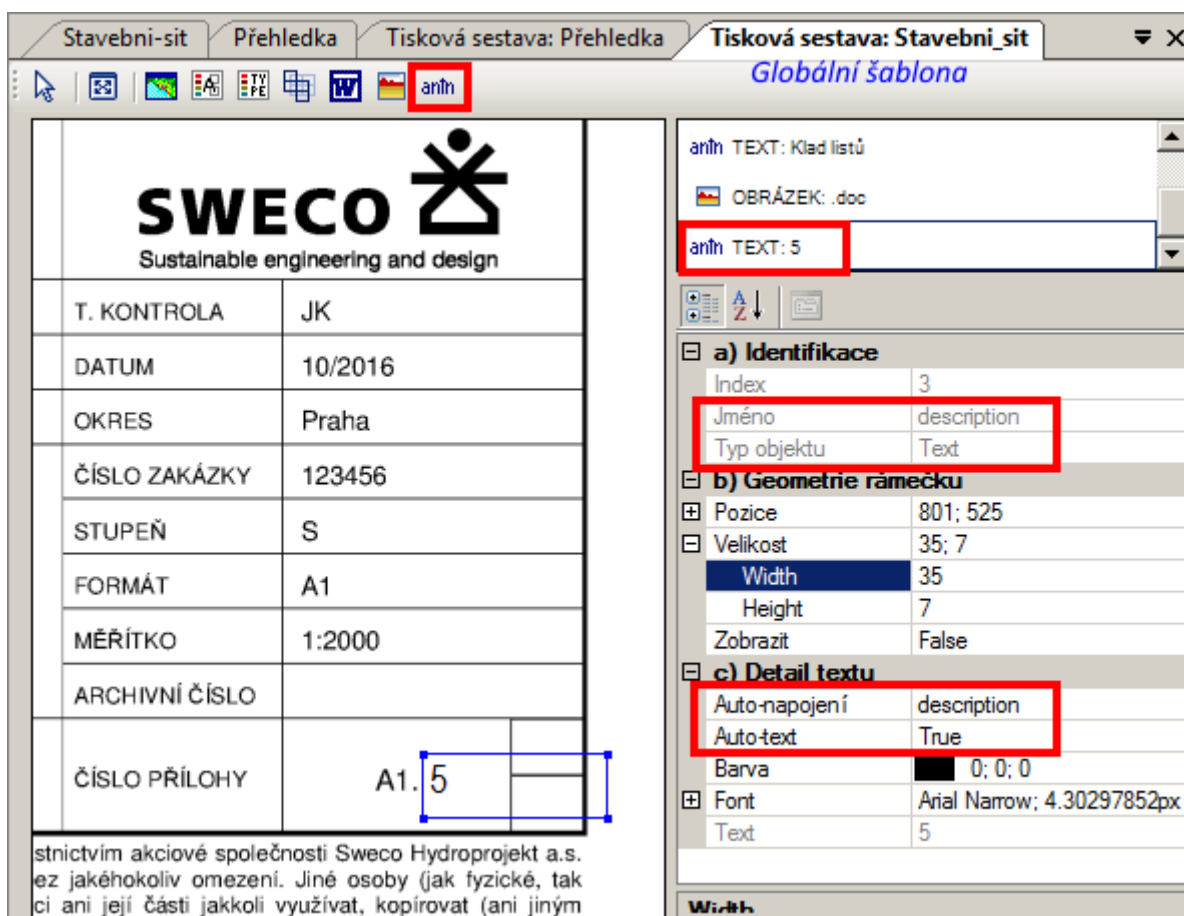 Stavebni-sit Přehledka Tisková sestava: Přehledka Tisková sestava: Stavebni_sit
Globální šablona
anIn
SWECO
Sustainable engineering and design
T. KONTROLA JK
DATUM 10/2016
OKRES Praha
ČÍSLO ZAKÁZKY 123456
STUPEŇ S
FORMÁT A1
MĚŘÍTKO 1:2000
ARCHIVNÍ ČÍSLO
ČÍSLO PŘÍLOHY A1. 5
stnictvím akciové společnosti Sweco Hydroprojekt a.s.
ez jakéhokoliv omezení. Jiné osoby (jak fyzické, tak
ci ani její části jakkoli využívat, kopírovat (ani jiným
anIn TEXT: Klad listů
OBRÁZEK: .doc
anIn TEXT: 5
a) Identifikace
Index 3
Jméno description
Typ objektu Text
b) Geometrie rámečku
Pozice 801; 525
Velikost 35; 7
Width 35
Height 7
Zobrazit False
c) Detail textu
Auto-napojení description
Auto-text True
Barva 0; 0; 0
Font Arial Narrow; 4.30297852px
Text 5
Width